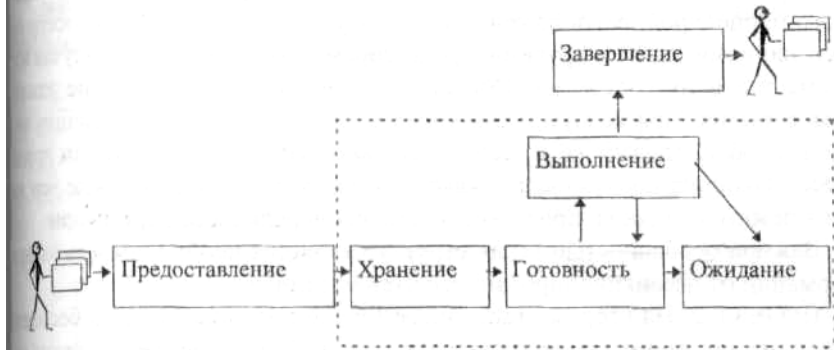 Завершение
Выполнение
Предоставление
Хранение
Готовность
Ожидание